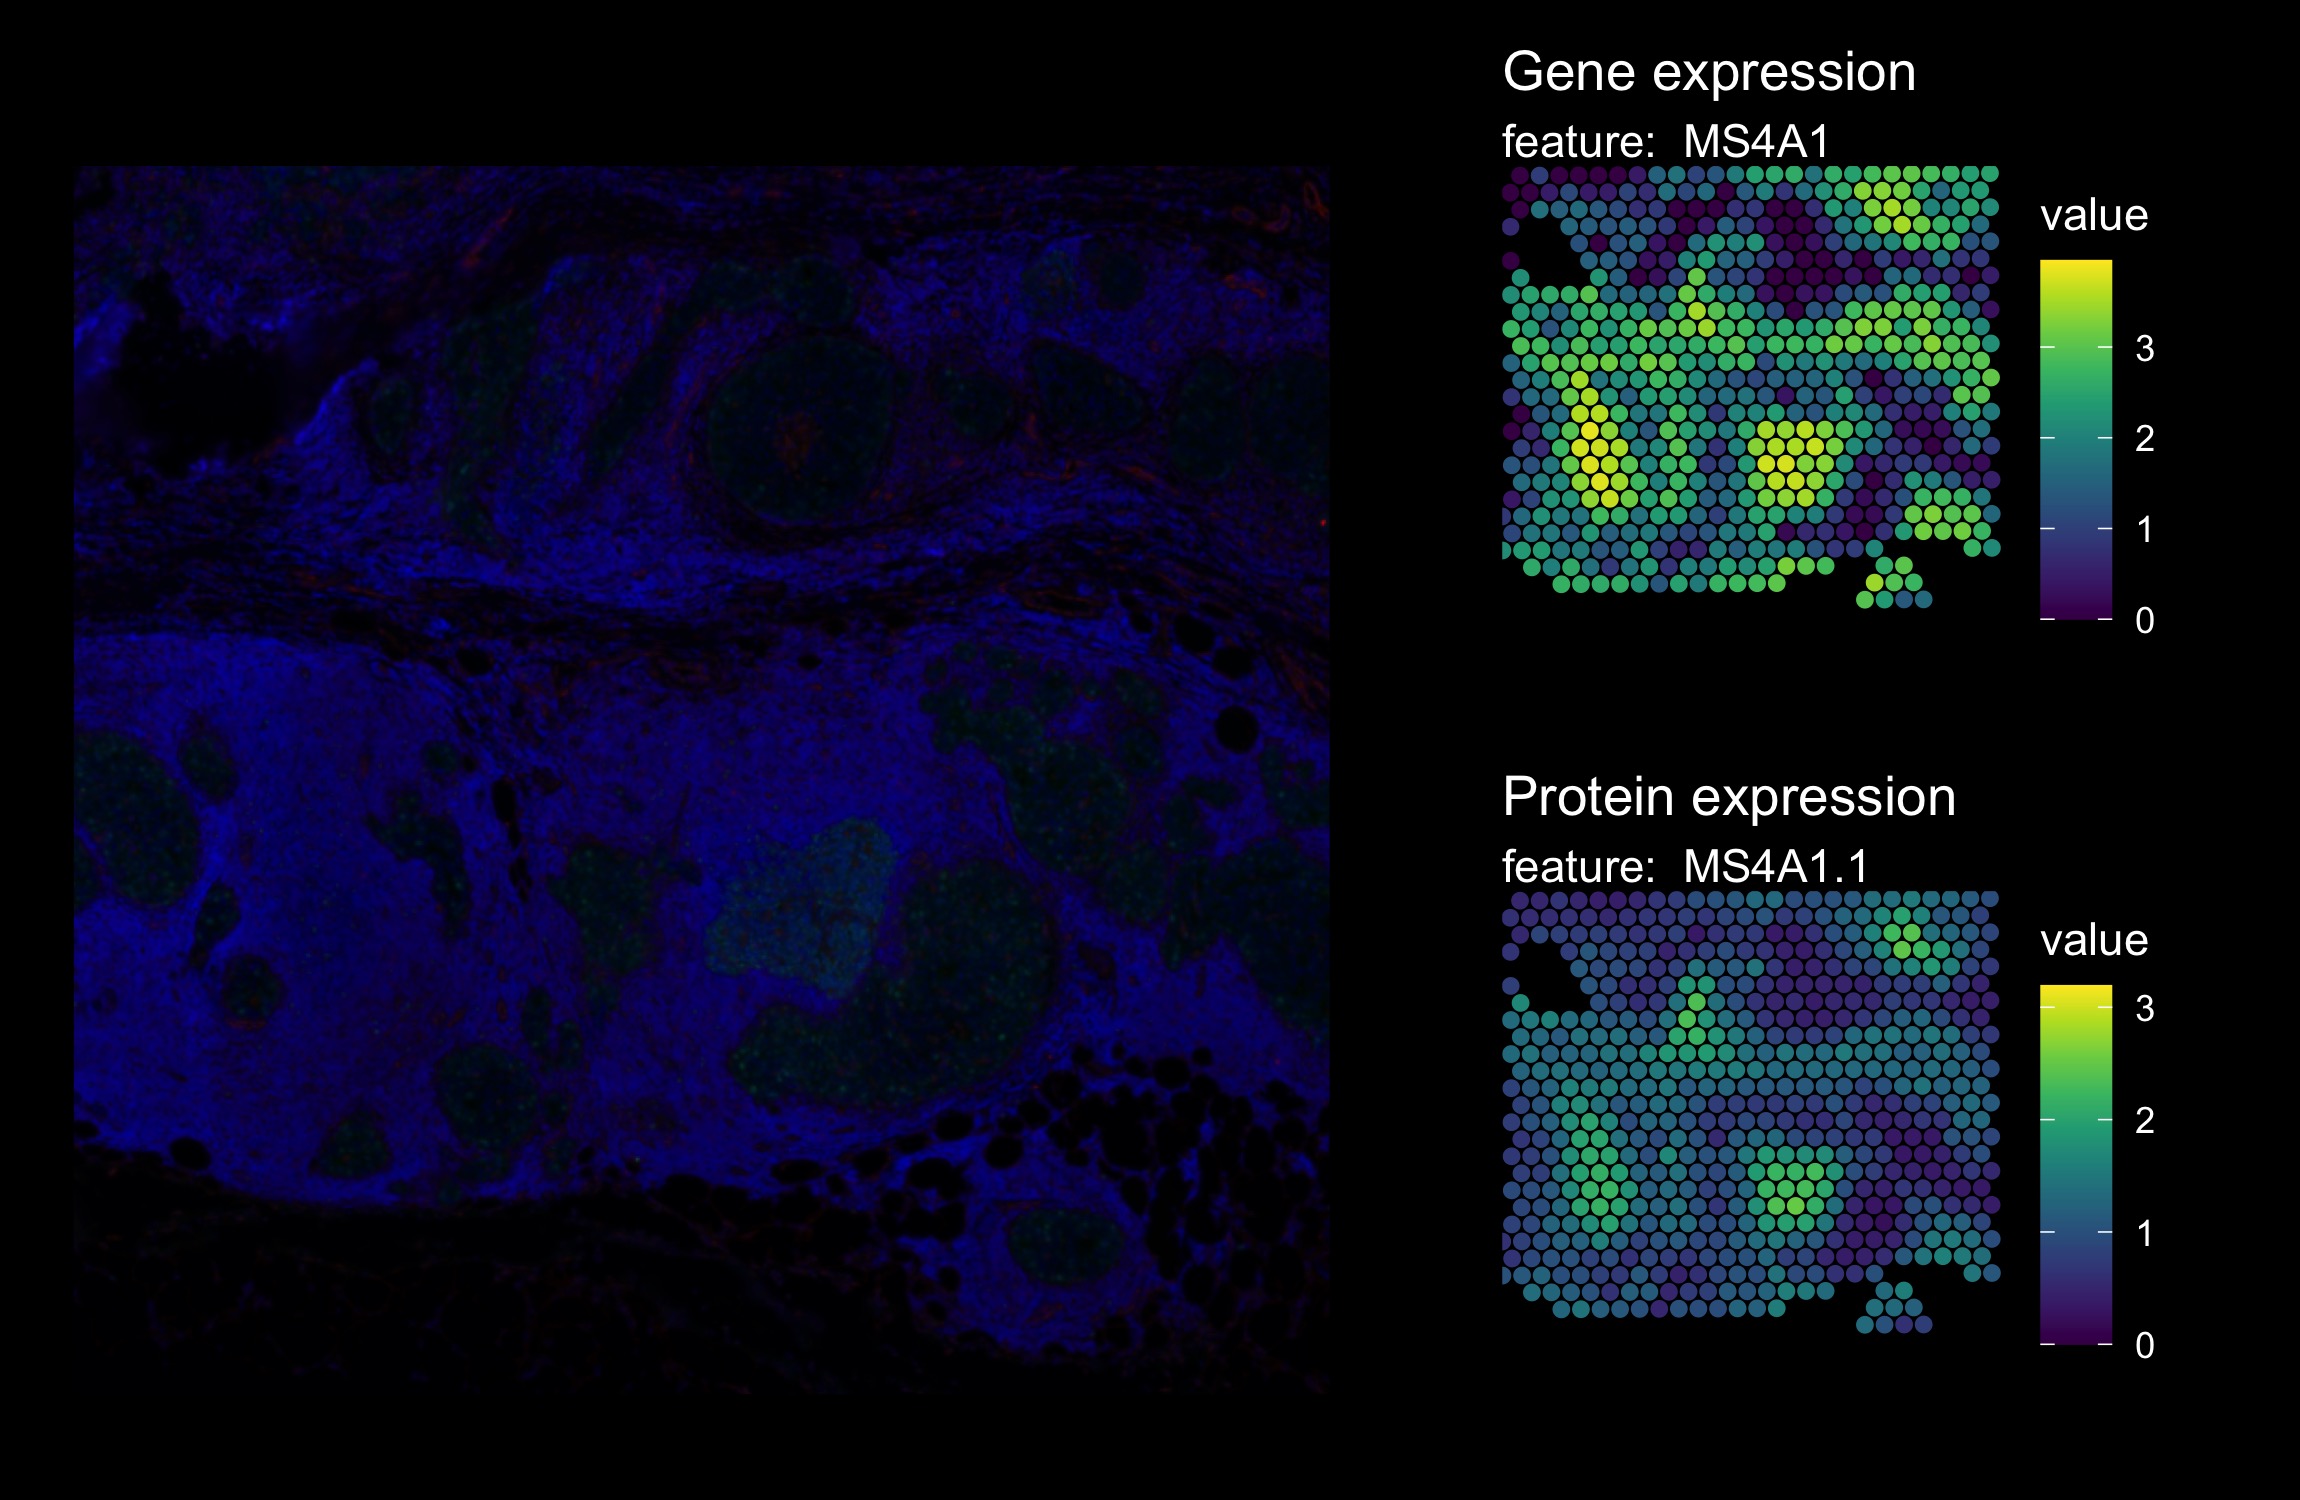 Gene expression
feature: MS4A1
value
3
2
1
0
Protein expression
feature: MS4A1.1
value
3
2
1
0